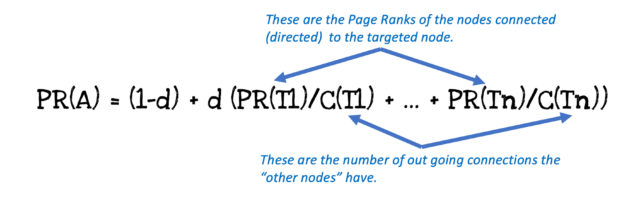 These are the Page Ranks of the nodes connected
(directed) to the targeted node.
PR(A) = (1-d) + d (PR(T1)/C(T1) + ... + PR(Tn)/C(Tn))
These are the number of out going connections the
“other nodes” have.